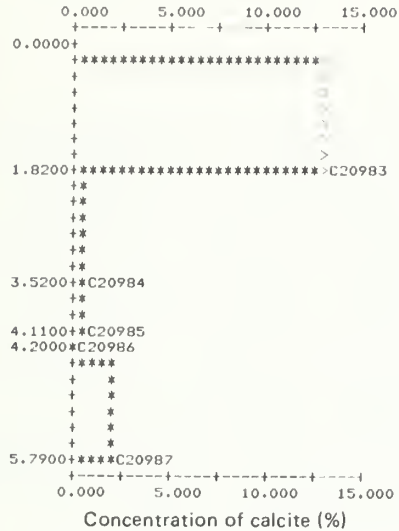 0.000 5.000 10.000 15.000
+----+----+----+----+----+----+
0.0000+
+*************************
+
+
+
+
+ >
1.8200+************************* >C20983
+*
+*
+*
+*
+*
3.5200+*C20984
+*
+*
4.1100+*C20985
4.2000*C20986
+****
+ *
+ *
+ *
+ *
+ *
5.7900+****C20987
+----+----+----+----+----+----+
0.000 5.000 10.000 15.000
Concentration of calcite (%)